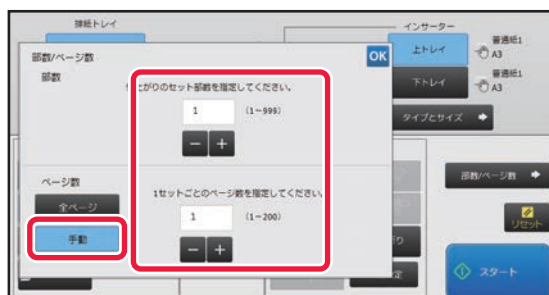 排紙トレイ
インサーター
上トレイ
普通紙1
A3
下トレイ
普通紙1
A3
タイプとサイズ
部数/ページ数
OK
部数
上がりのセット部数を指定してください。
1
(1~999)
ページ数
全ページ
手動
1セットごとのページ数を指定してください。
1
(1~200)
部数/ページ数
リセット
スタート